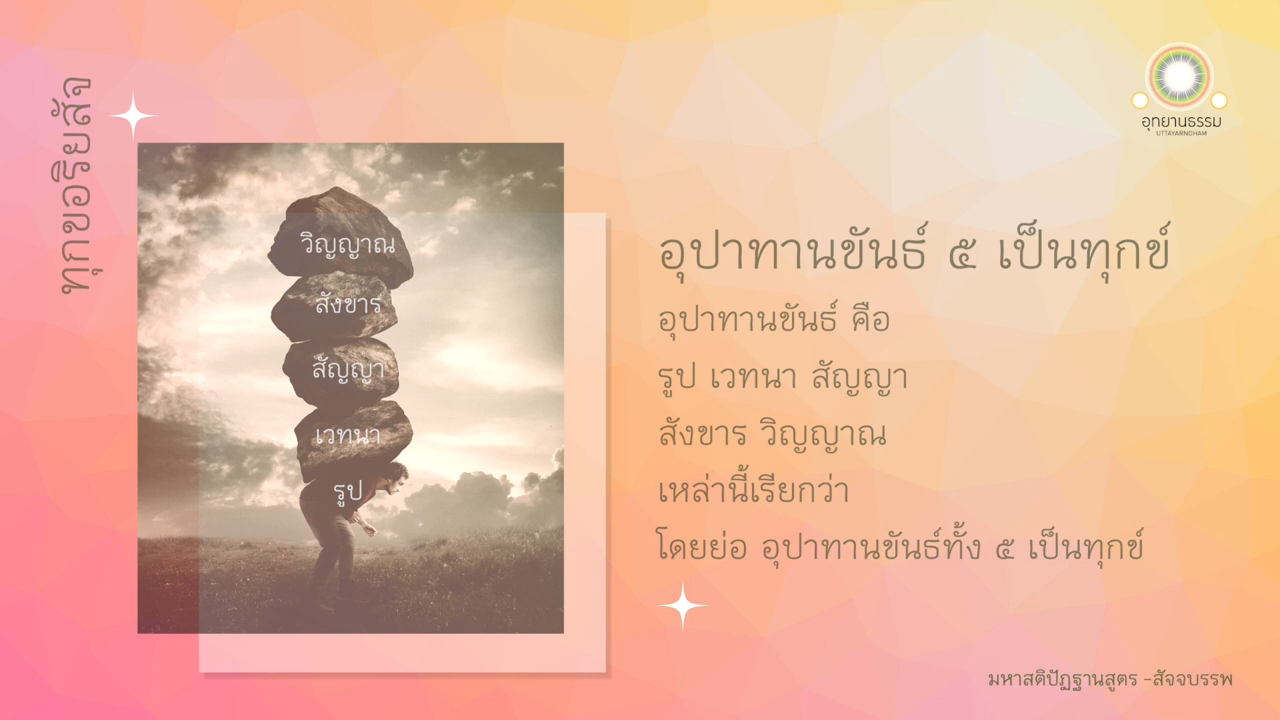 ทุกขอริยสัจ
อุทยานธรรม
UTTAYARNDHAM
วิญญาณ
สังขาร
สัญญา
เวทนา
รูป
อุปาทานขันธ์ ๕ เป็นทุกข์
อุปาทานขันธ์ คือ
รูป เวทนา สัญญา
สังขาร วิญญาณ
เหล่านี้เรียกว่า
โดยย่อ อุปาทานขันธ์ทั้ง ๕ เป็นทุกข์
มหาสติปัฏฐานสูตร -สัจจบรรพ